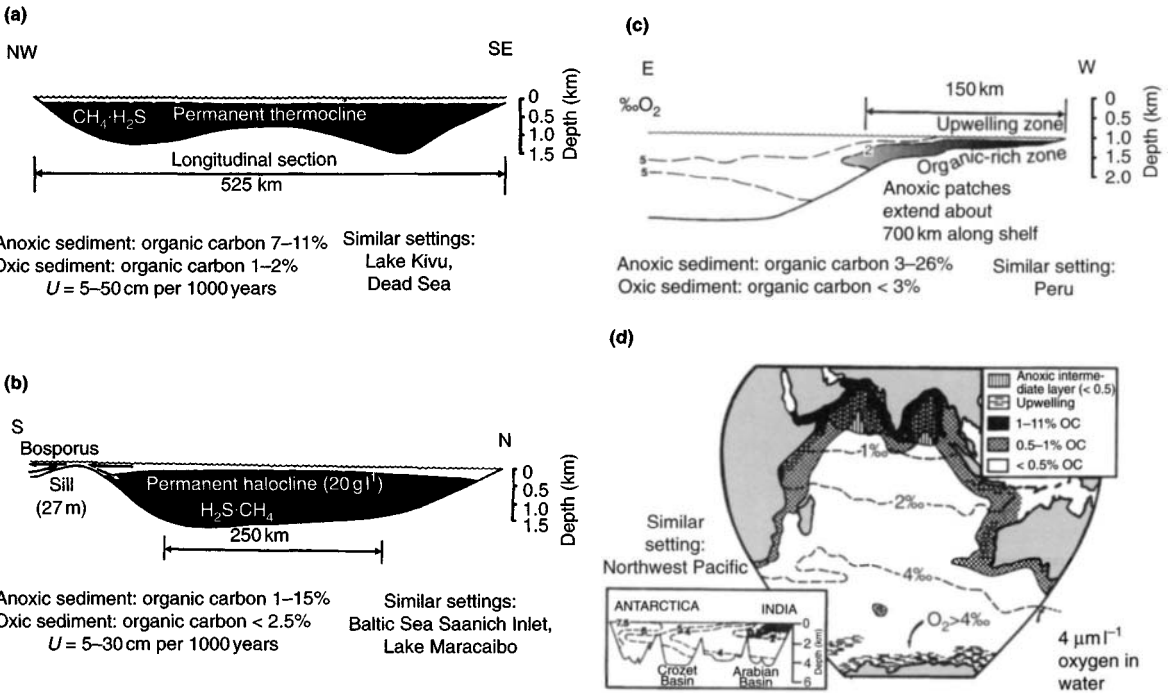 (a)
NW
SE
CH₄·H₂S
Permanent thermocline
0
0.5
1.0
1.5
Depth (km)
Longitudinal section
525 km
Anoxic sediment: organic carbon 7–11%
Oxic sediment: organic carbon 1–2%
U = 5–50 cm per 1000 years
Similar settings:
Lake Kivu,
Dead Sea
(b)
S
N
Bosporus
Sill
(27 m)
Permanent halocline (20 g l⁻¹)
H₂S·CH₄
0
0.5
1.0
1.5
Depth (km)
250 km
Anoxic sediment: organic carbon 1–15%
Oxic sediment: organic carbon < 2.5%
U = 5–30 cm per 1000 years
Similar settings:
Baltic Sea Saanich Inlet,
Lake Maracaibo
(c)
E
W
‰O₂
150 km
Upwelling zone
5
5
2
Organic-rich zone
0
0.5
1.0
2.0
Depth (km)
Anoxic patches
extend about
700 km along shelf
Anoxic sediment: organic carbon 3–26%
Oxic sediment: organic carbon < 3%
Similar setting:
Peru
(d)
Anoxic interme-
diate layer (< 0.5)
Upwelling
1–11% OC
0.5–1% OC
< 0.5% OC
1‰
2‰
4‰
O₂>4‰
Similar
setting:
Northwest Pacific
ANTARCTICA
INDIA
0
2
4
6
Depth (km)
Crozet
Basin
Arabian
Basin
4 μm l⁻¹
oxygen in
water